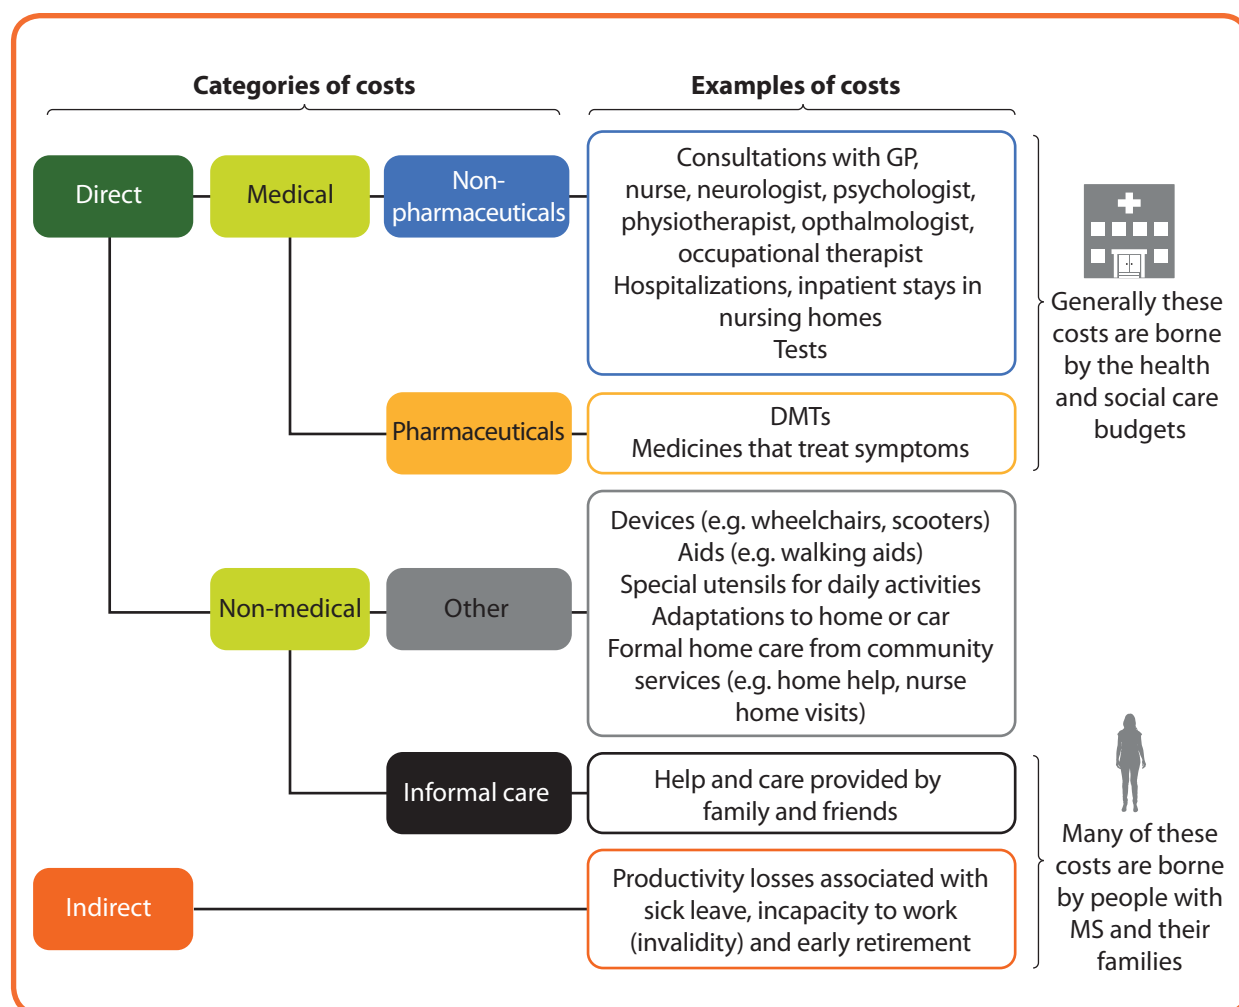 Categories of costs
Examples of costs
Direct
Medical
Non-
pharmaceuticals
Consultations with GP,
nurse, neurologist, psychologist,
physiotherapist, opthalmologist,
occupational therapist
Hospitalizations, inpatient stays in
nursing homes
Tests
Generally these
costs are borne
by the health
and social care
budgets
Pharmaceuticals
DMTs
Medicines that treat symptoms
Non-medical
Other
Devices (e.g. wheelchairs, scooters)
Aids (e.g. walking aids)
Special utensils for daily activities
Adaptations to home or car
Formal home care from community
services (e.g. home help, nurse
home visits)
Informal care
Help and care provided by
family and friends
Many of these
costs are borne
by people with
MS and their
families
Indirect
Productivity losses associated with
sick leave, incapacity to work
(invalidity) and early retirement